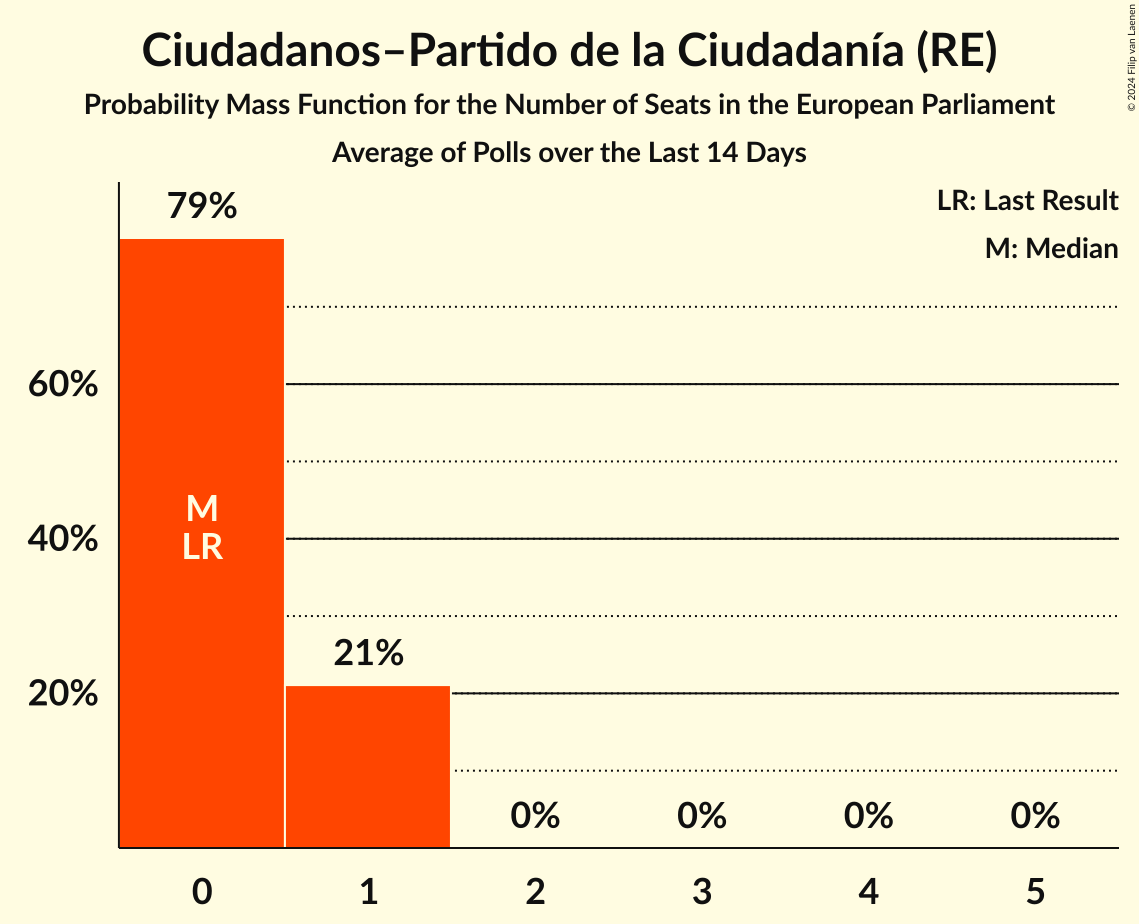 Ciudadanos–Partido de la Ciudadanía (RE)
Probability Mass Function for the Number of Seats in the European Parliament
Average of Polls over the Last 14 Days
© 2024 Filip van Laenen
LR: Last Result
M: Median
79%
60%
M
LR
40%
21%
20%
0% 0% 0% 0%
0 1 2 3 4 5